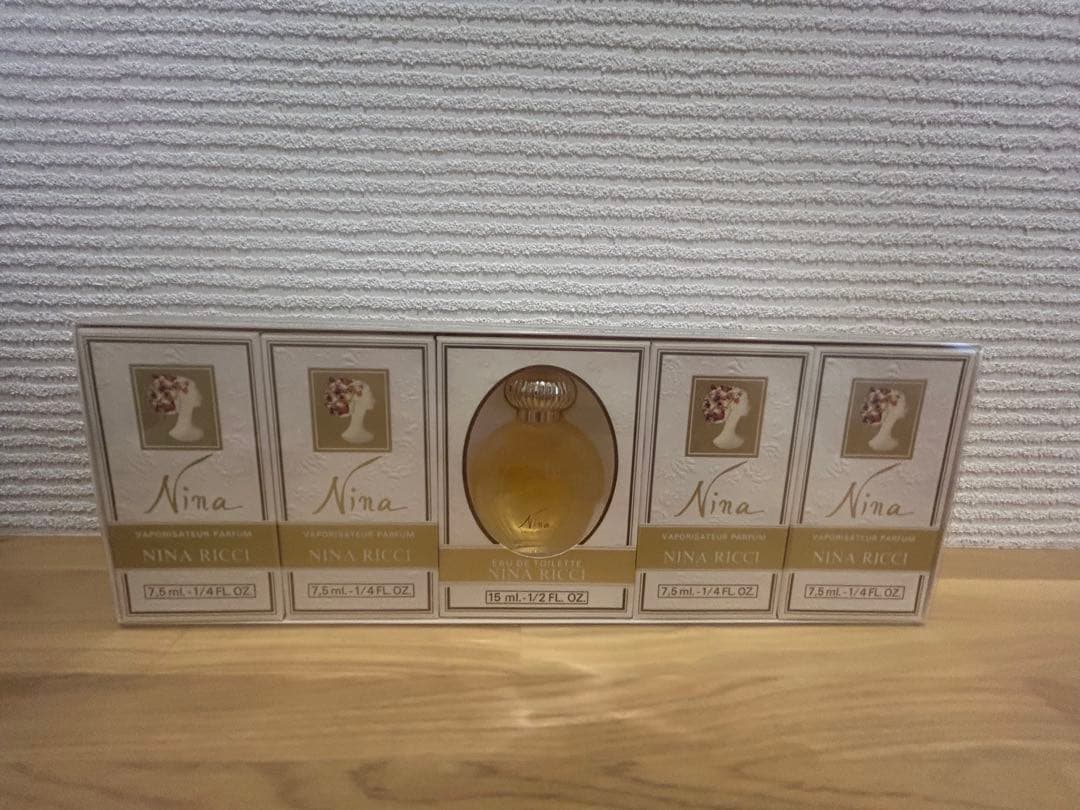 Nina
VAPORISATEUR PARFUM
NINA RICCI
7,5 ml. - 1/4 FL. OZ.
Nina
VAPORISATEUR PARFUM
NINA RICCI
7,5 ml. - 1/4 FL. OZ.
Nina
EAU DE TOILETTE
NINA RICCI
15 ml. - 1/2 FL. OZ.
Nina
VAPORISATEUR PARFUM
NINA RICCI
7,5 ml. - 1/4 FL. OZ.
Nina
VAPORISATEUR PARFUM
NINA RICCI
7,5 ml. - 1/4 FL. OZ.